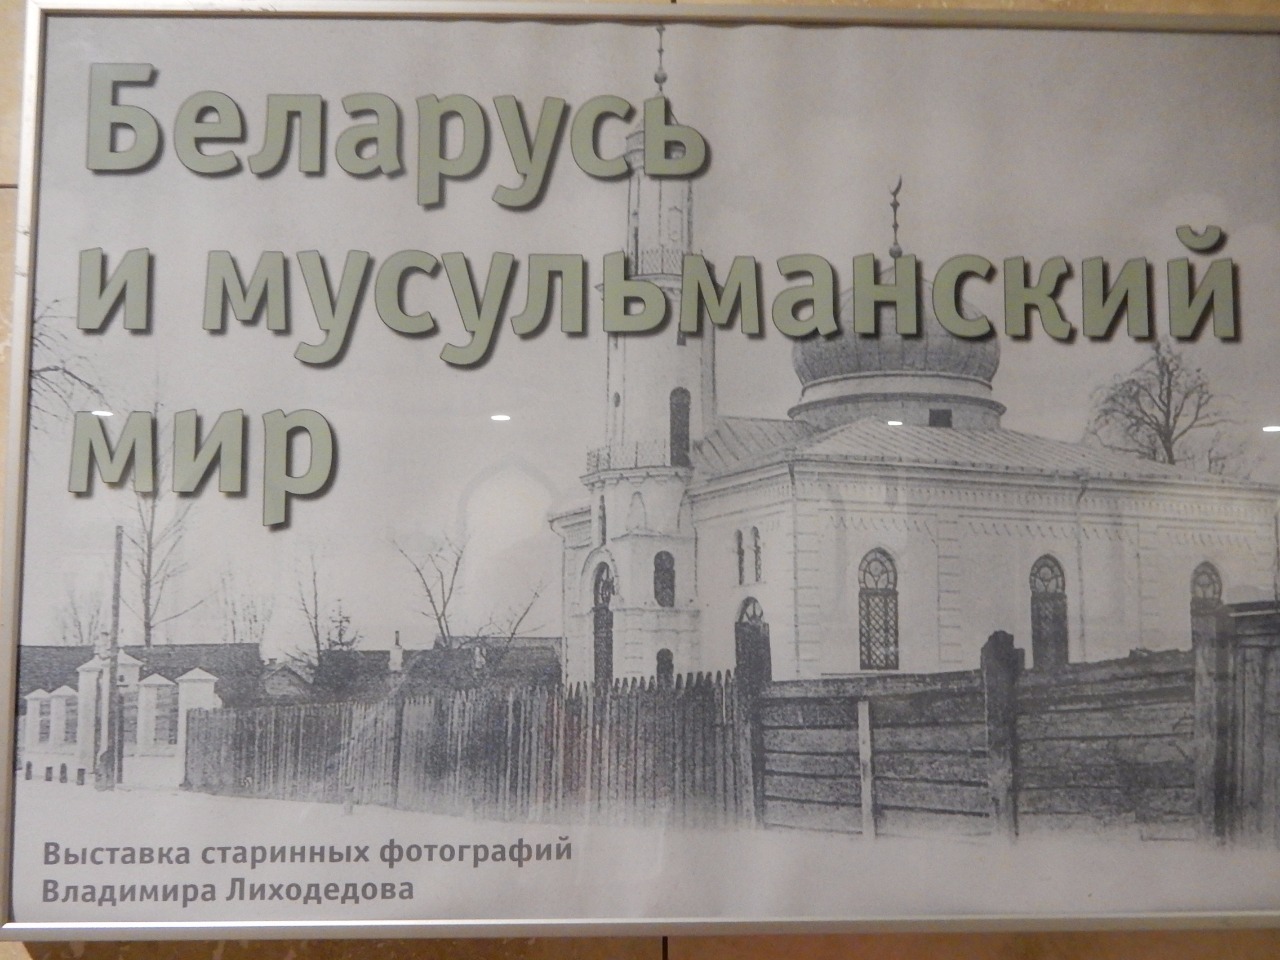 Беларусь
и мусульманский
мир
Выставка старинных фотографий
Владимира Лиходедова